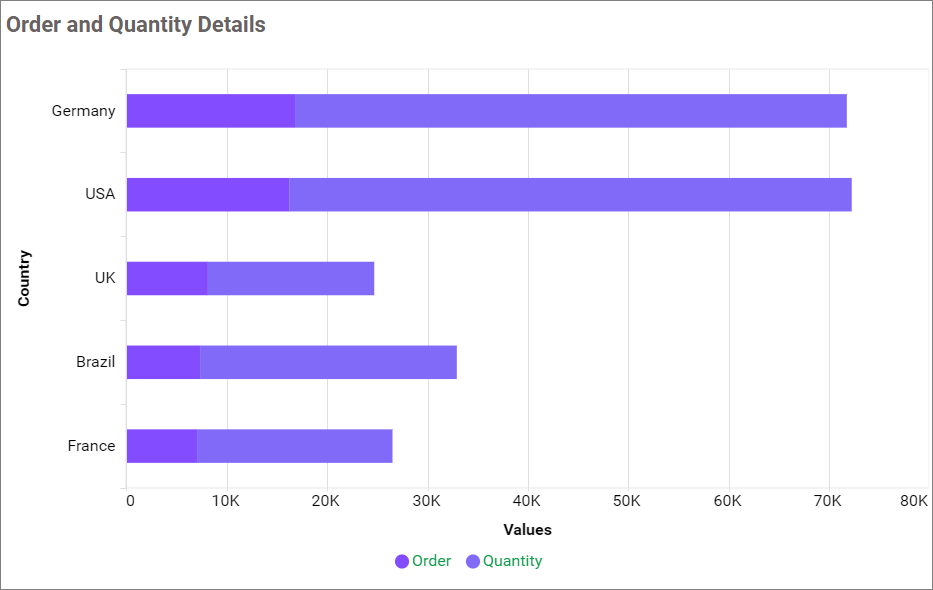 Order and Quantity Details
Germany
USA
UK
Brazil
France
Country
0 10K 20K 30K 40K 50K 60K 70K 80K
Values
Order Quantity